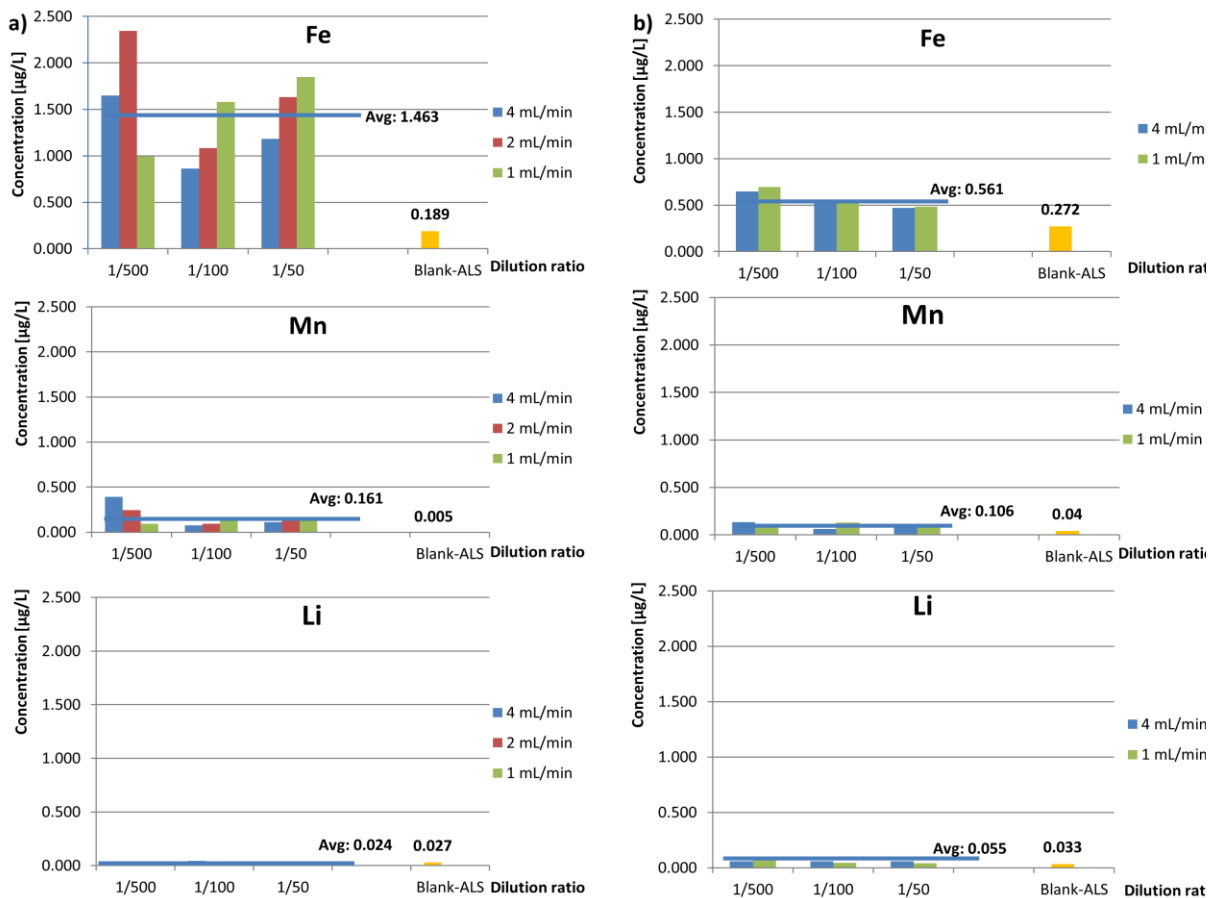 a)
Fe
Concentration [µg/L]
2.500
2.000
1.500
1.000
0.500
0.000
Avg: 1.463
0.189
4 mL/min
2 mL/min
1 mL/min
1/500
1/100
1/50
Blank-ALS
Dilution ratio
Mn
Concentration [µg/L]
2.500
2.000
1.500
1.000
0.500
0.000
Avg: 0.161
0.005
4 mL/min
2 mL/min
1 mL/min
1/500
1/100
1/50
Blank-ALS
Dilution ratio
Li
Concentration [µg/L]
2.500
2.000
1.500
1.000
0.500
0.000
Avg: 0.024
0.027
4 mL/min
2 mL/min
1 mL/min
1/500
1/100
1/50
Blank-ALS
Dilution ratio
b)
Fe
Concentration [µg/L]
2.500
2.000
1.500
1.000
0.500
0.000
Avg: 0.561
0.272
4 mL/mi
1 mL/mi
1/500
1/100
1/50
Blank-ALS
Dilution rat
Mn
Concentration [µg/L]
2.500
2.000
1.500
1.000
0.500
0.000
Avg: 0.106
0.04
4 mL/min
1 mL/min
1/500
1/100
1/50
Blank-ALS
Dilution rat
Li
Concentration [µg/L]
2.500
2.000
1.500
1.000
0.500
0.000
Avg: 0.055
0.033
4 mL/min
1 mL/min
1/500
1/100
1/50
Blank-ALS
Dilution rat